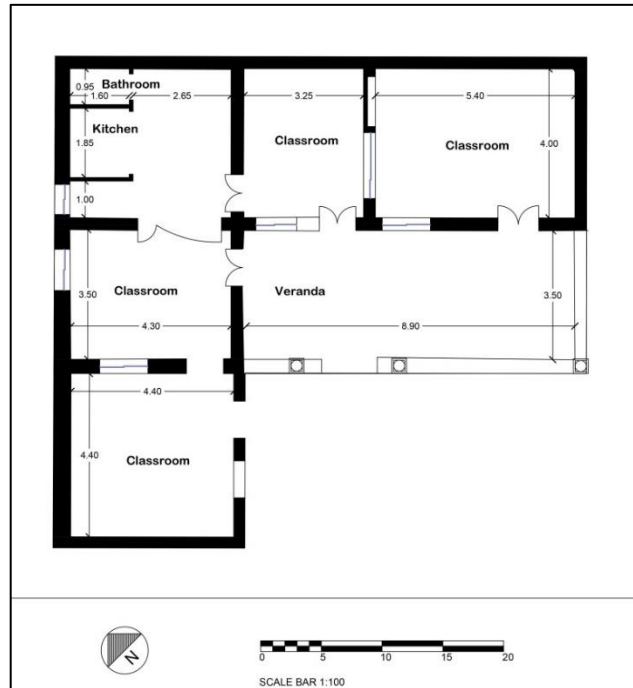 Bathroom
0.95
1.60
2.65
3.25
5.40
Kitchen
Classroom
Classroom
1.85
4.00
1.00
Classroom
Veranda
3.50
3.50
4.30
8.90
4.40
Classroom
4.40
N
0 5 10 15 20
SCALE BAR 1:100